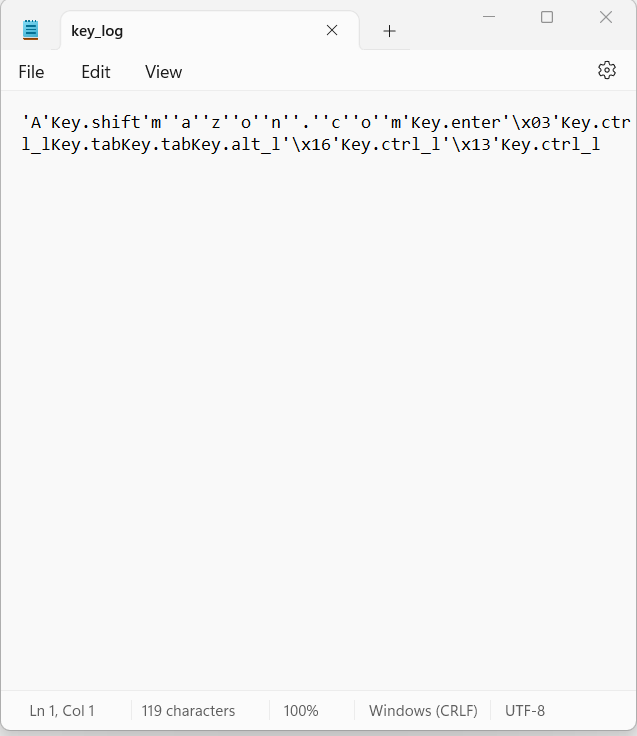 key_log
File Edit View
'A'Key.shift'm''a''z''o''n''.''c''o''m'Key.enter'\x03'Key.ctr
l_lKey.tabKey.tabKey.alt_l'\x16'Key.ctrl_l'\x13'Key.ctrl_l
Ln 1, Col 1 119 characters 100% Windows (CRLF) UTF-8